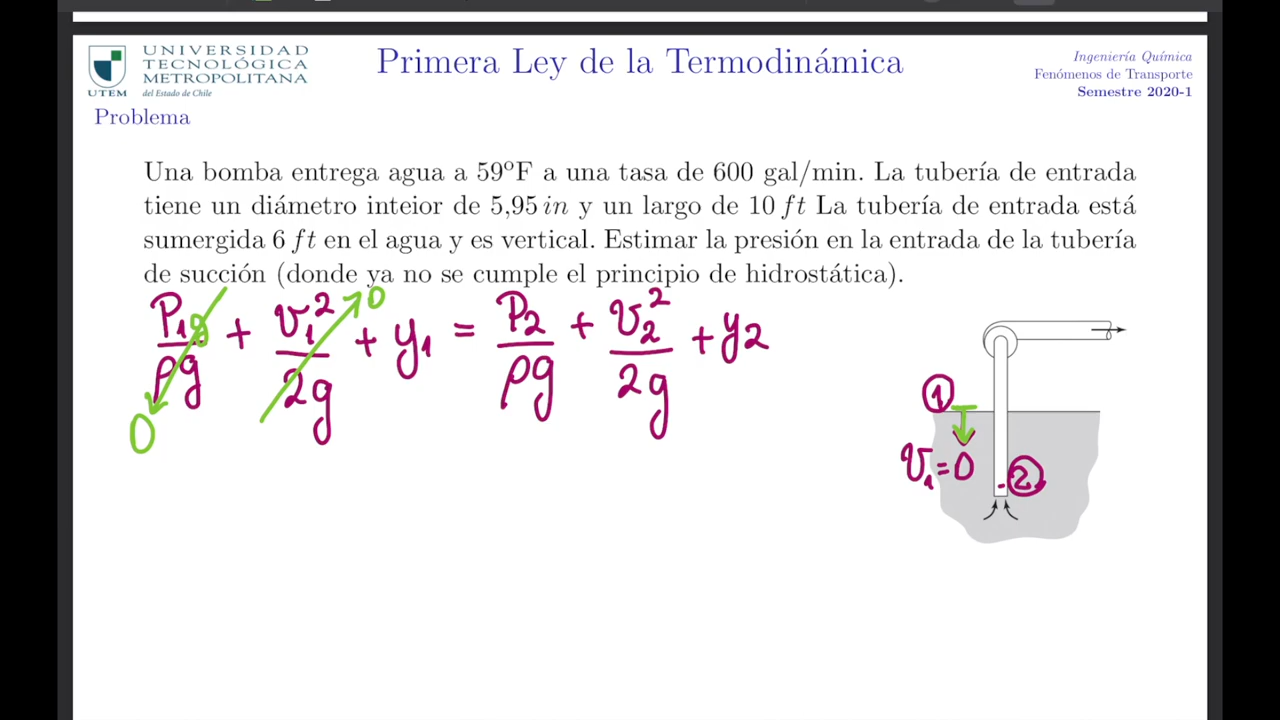 UNIVERSIDAD
TECNOLÓGICA
METROPOLITANA
UTEM
del Estado de Chile
Primera Ley de la Termodinámica
Ingeniería Química
Fenómenos de Transporte
Semestre 2020-1
Problema
Una bomba entrega agua a 59°F a una tasa de 600 gal/min. La tubería de entrada
tiene un diámetro inteior de 5,95 in y un largo de 10 ft La tubería de entrada está
sumergida 6 ft en el agua y es vertical. Estimar la presión en la entrada de la tubería
de succión (donde ya no se cumple el principio de hidrostática).
P₁g/ρg + v₁²/2g + y₁ = P₂/ρg + v₂²/2g + y₂
0
0
1
v₁=0
2